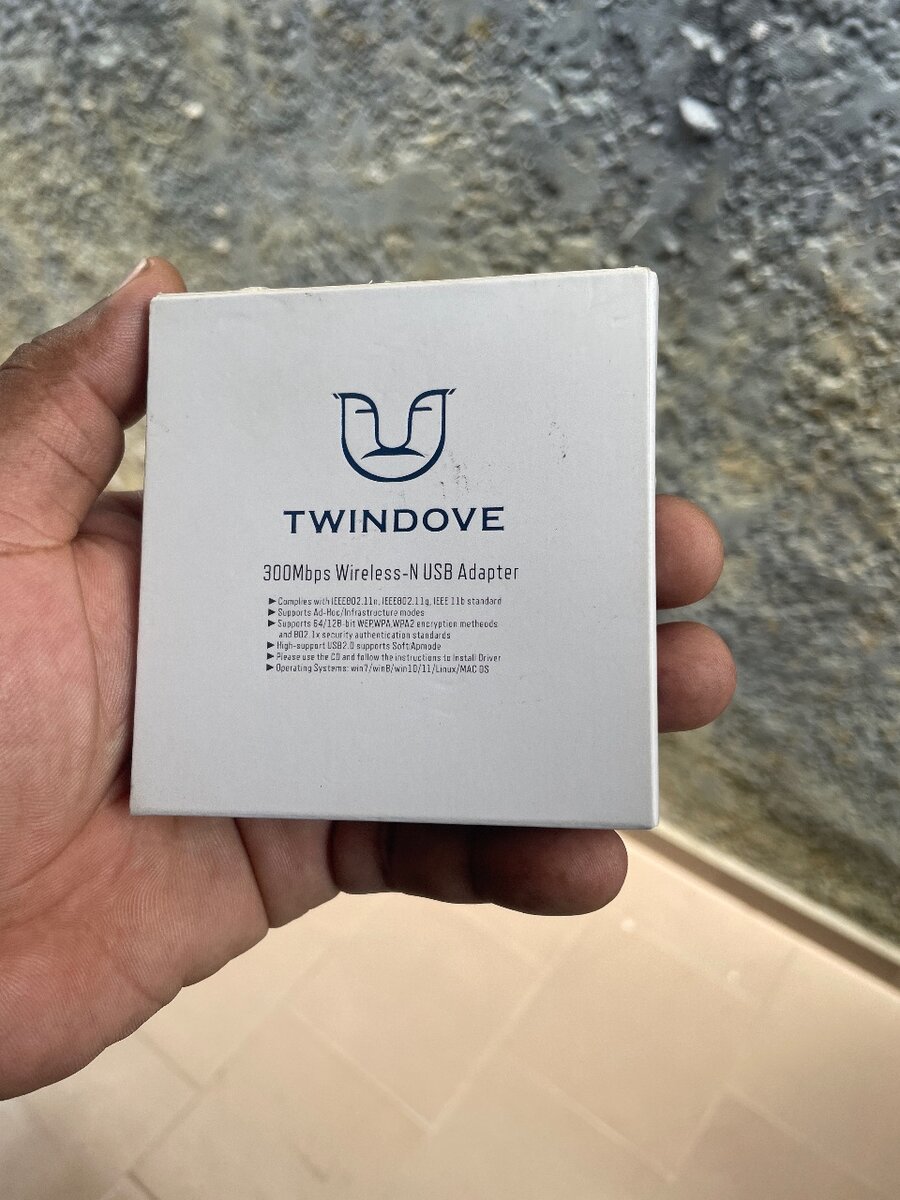 TWINDOVE
300Mbps Wireless-N USB Adapter
▶ Complies with IEEE802.11n, IEEE802.11g, IEEE 11b standard
▶ Supports Ad-Hoc/Infrastructure modes
▶ Supports 64/128-bit WEP,WPA,WPA2 encryption metheods
and 802.1x security authentication standards
▶ High-support USB2.0 supports Soft:Apmode
▶ Please use the CD and follow the instructions to Install Driver
▶ Operating Systems: win7/win8/win10/11/Linux/MAC OS